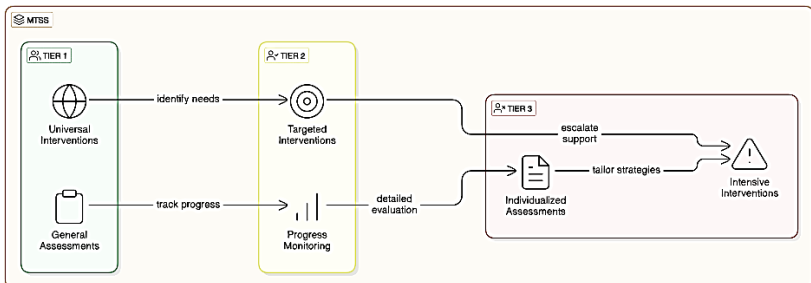 MTSS
TIER 1
Universal
Interventions
identify needs
General
Assessments
track progress
TIER 2
Targeted
Interventions
Progress
Monitoring
detailed
evaluation
TIER 3
escalate
support
Individualized
Assessments
tailor strategies
Intensive
Interventions